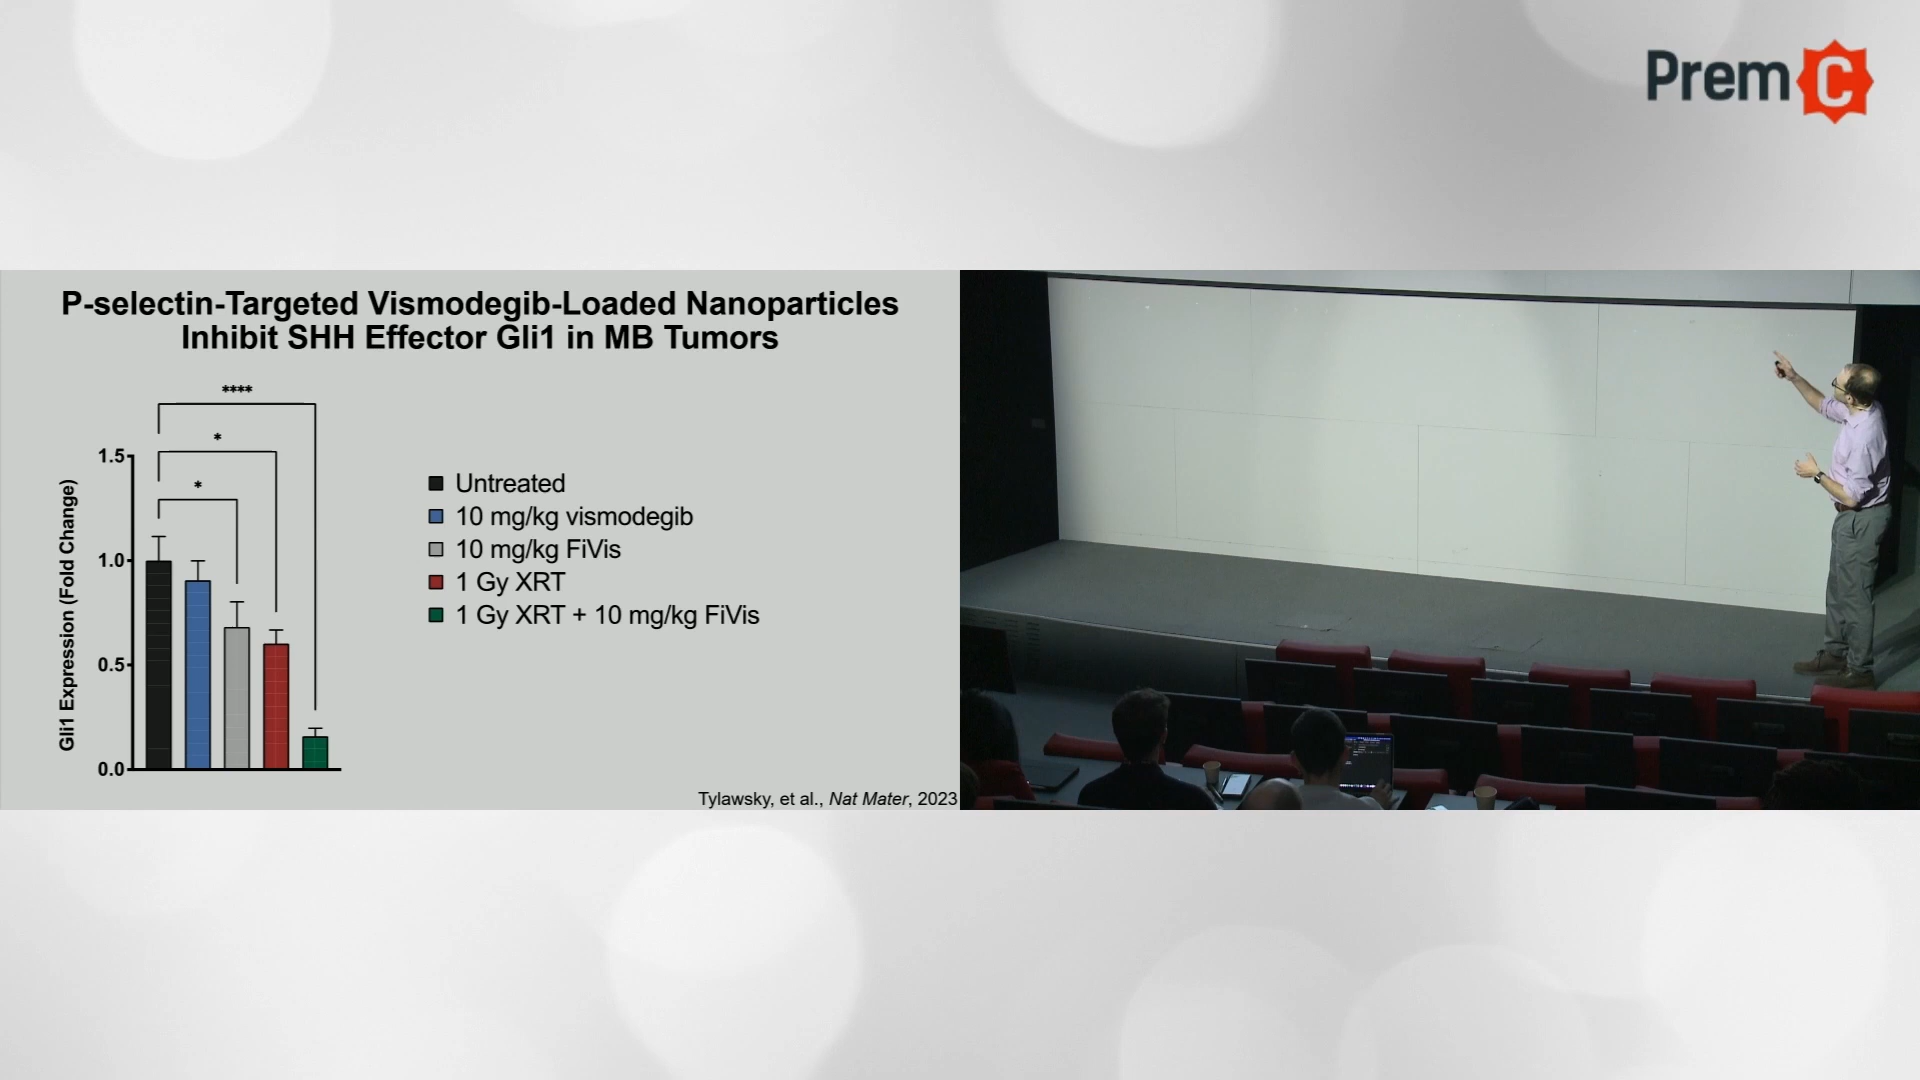 Prem C
P-selectin-Targeted Vismodegib-Loaded Nanoparticles
Inhibit SHH Effector Gli1 in MB Tumors
****
*
*
1.5
1.0
0.5
0.0
Gli1 Expression (Fold Change)
Untreated
10 mg/kg vismodegib
10 mg/kg FiVis
1 Gy XRT
1 Gy XRT + 10 mg/kg FiVis
Tylawsky, et al., Nat Mater, 2023